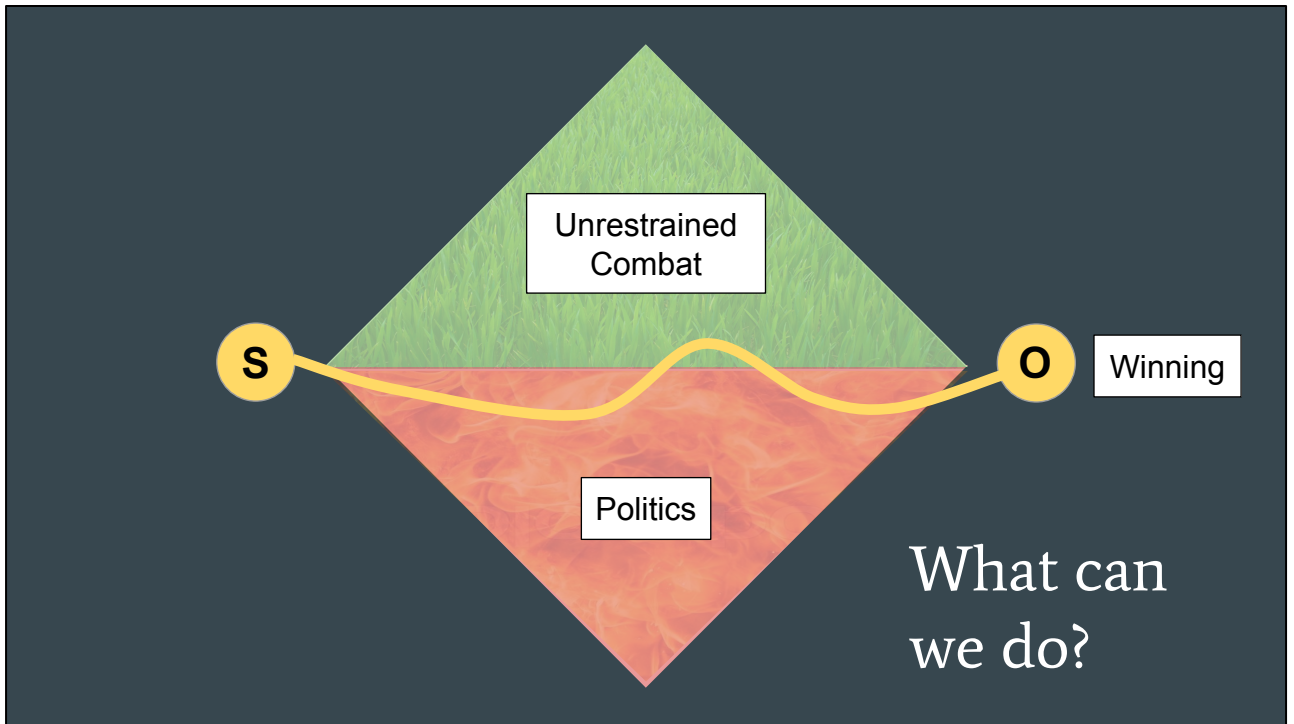 Unrestrained
Combat
S
O
Winning
Politics
What can
we do?